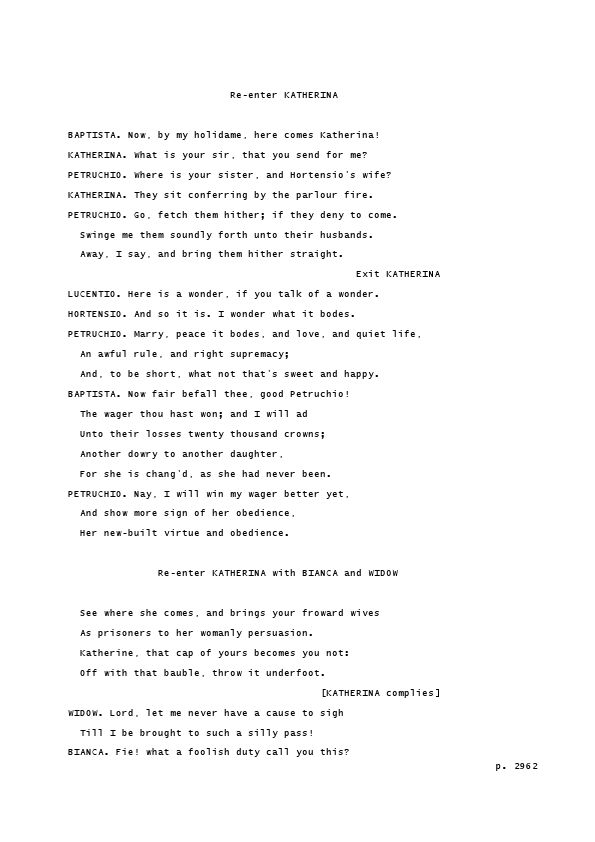 Re-enter KATHERINA
BAPTISTA. Now, by my holidame, here comes Katherina!
KATHERINA. What is your sir, that you send for me?
PETRUCHIO. Where is your sister, and Hortensio's wife?
KATHERINA. They sit conferring by the parlour fire.
PETRUCHIO. Go, fetch them hither; if they deny to come.
Swinge me them soundly forth unto their husbands.
Away, I say, and bring them hither straight.
Exit KATHERINA
LUCENTIO. Here is a wonder, if you talk of a wonder.
HORTENSIO. And so it is. I wonder what it bodes.
PETRUCHIO. Marry, peace it bodes, and love, and quiet life,
An awful rule, and right supremacy;
And, to be short, what not that's sweet and happy.
BAPTISTA. Now fair befall thee, good Petruchio!
The wager thou hast won; and I will ad
Unto their losses twenty thousand crowns;
Another dowry to another daughter,
For she is chang'd, as she had never been.
PETRUCHIO. Nay, I will win my wager better yet,
And show more sign of her obedience,
Her new-built virtue and obedience.
Re-enter KATHERINA with BIANCA and WIDOW
See where she comes, and brings your froward wives
As prisoners to her womanly persuasion.
Katherine, that cap of yours becomes you not:
Off with that bauble, throw it underfoot.
[KATHERINA complies]
WIDOW. Lord, let me never have a cause to sigh
Till I be brought to such a silly pass!
BIANCA. Fie! what a foolish duty call you this?
p. 2962